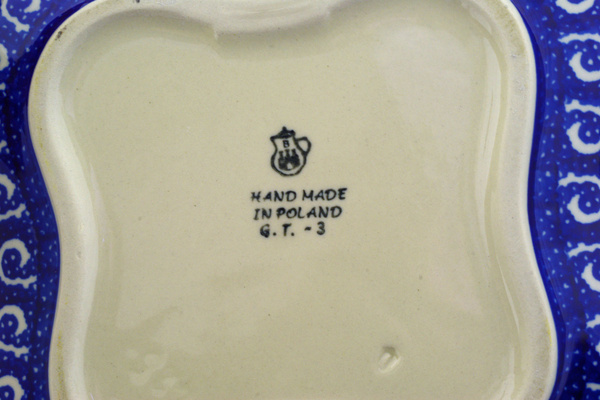 B
HAND MADE
IN POLAND
G.T. - 3